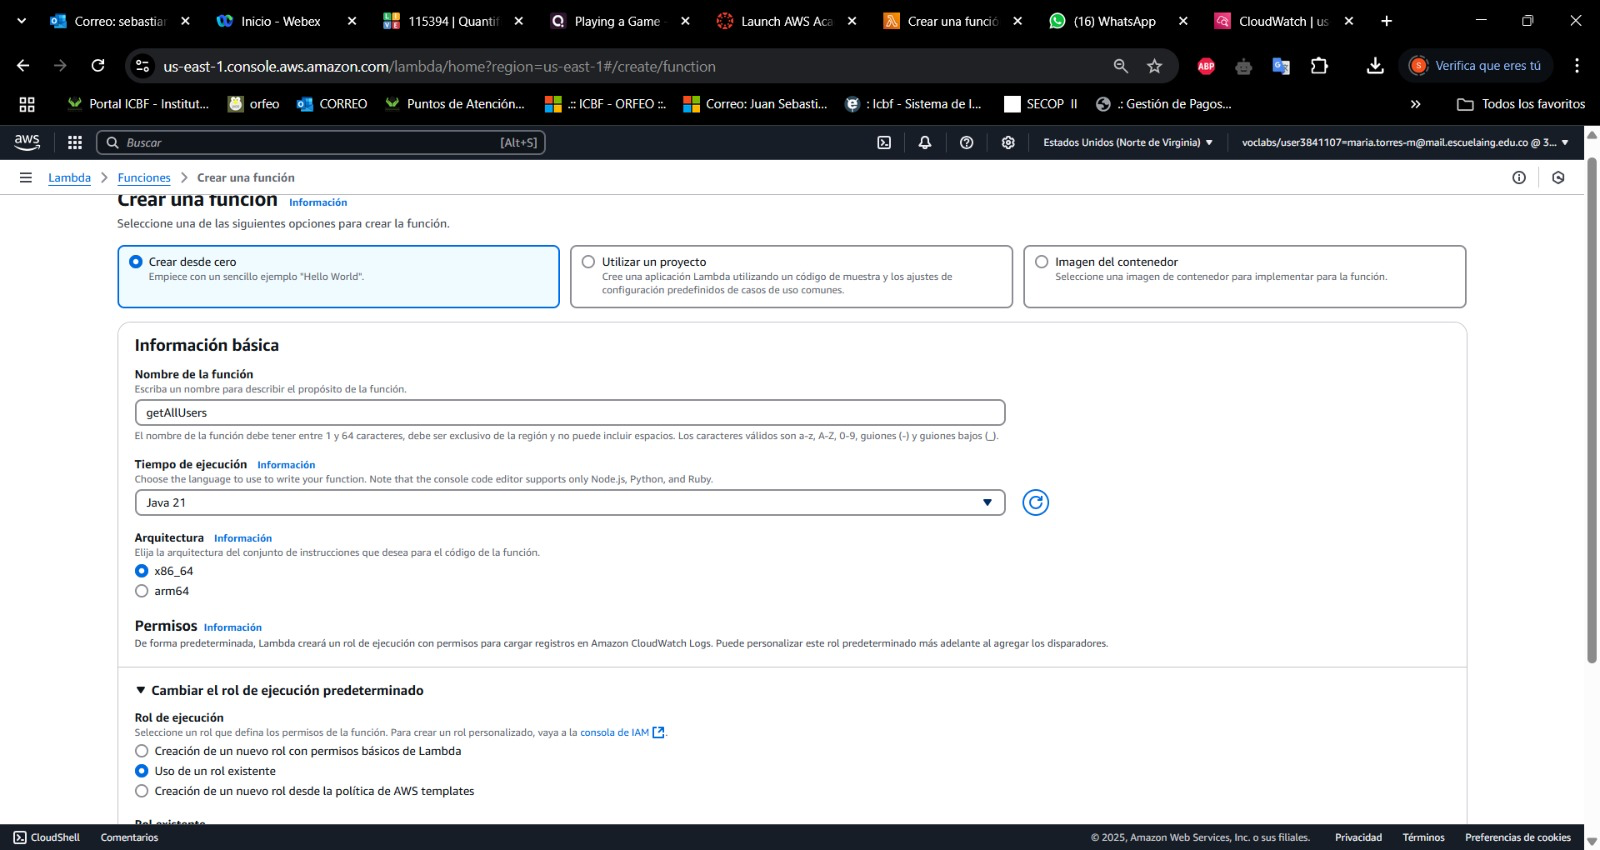 Correo: sebastiar
Inicio - Webex
115394 | Quantif
Playing a Game
Launch AWS Aca
Crear una funció
(16) WhatsApp
CloudWatch | us
us-east-1.console.aws.amazon.com/lambda/home?region=us-east-1#/create/function
ABP
S
Verifica que eres tú
Portal ICBF - Institut...
orfeo
CORREO
Puntos de Atención...
.:: ICBF - ORFEO ::.
Correo: Juan Sebasti...
: Icbf - Sistema de I...
SECOP II
.: Gestión de Pagos...
Todos los favoritos
aws
Buscar
[Alt+S]
Estados Unidos (Norte de Virginia)
voclabs/user3841107=maria.torres-m@mail.escuelaing.edu.co @ 3...
Lambda
Funciones
Crear una función
Crear una función
Información
Seleccione una de las siguientes opciones para crear la función.
Crear desde cero
Empiece con un sencillo ejemplo "Hello World".
Utilizar un proyecto
Cree una aplicación Lambda utilizando un código de muestra y los ajustes de
configuración predefinidos de casos de uso comunes.
Imagen del contenedor
Seleccione una imagen de contenedor para implementar para la función.
Información básica
Nombre de la función
Escriba un nombre para describir el propósito de la función.
getAllUsers
El nombre de la función debe tener entre 1 y 64 caracteres, debe ser exclusivo de la región y no puede incluir espacios. Los caracteres válidos son a-z, A-Z, 0-9, guiones (-) y guiones bajos (_).
Tiempo de ejecución Información
Choose the language to use to write your function. Note that the console code editor supports only Node.js, Python, and Ruby.
Java 21
Arquitectura Información
Elija la arquitectura del conjunto de instrucciones que desea para el código de la función.
x86_64
arm64
Permisos Información
De forma predeterminada, Lambda creará un rol de ejecución con permisos para cargar registros en Amazon CloudWatch Logs. Puede personalizar este rol predeterminado más adelante al agregar los disparadores.
Cambiar el rol de ejecución predeterminado
Rol de ejecución
Seleccione un rol que defina los permisos de la función. Para crear un rol personalizado, vaya a la consola de IAM.
Creación de un nuevo rol con permisos básicos de Lambda
Uso de un rol existente
Creación de un nuevo rol desde la política de AWS templates
Rol existente
CloudShell
Comentarios
© 2025, Amazon Web Services, Inc. o sus filiales.
Privacidad
Términos
Preferencias de cookies